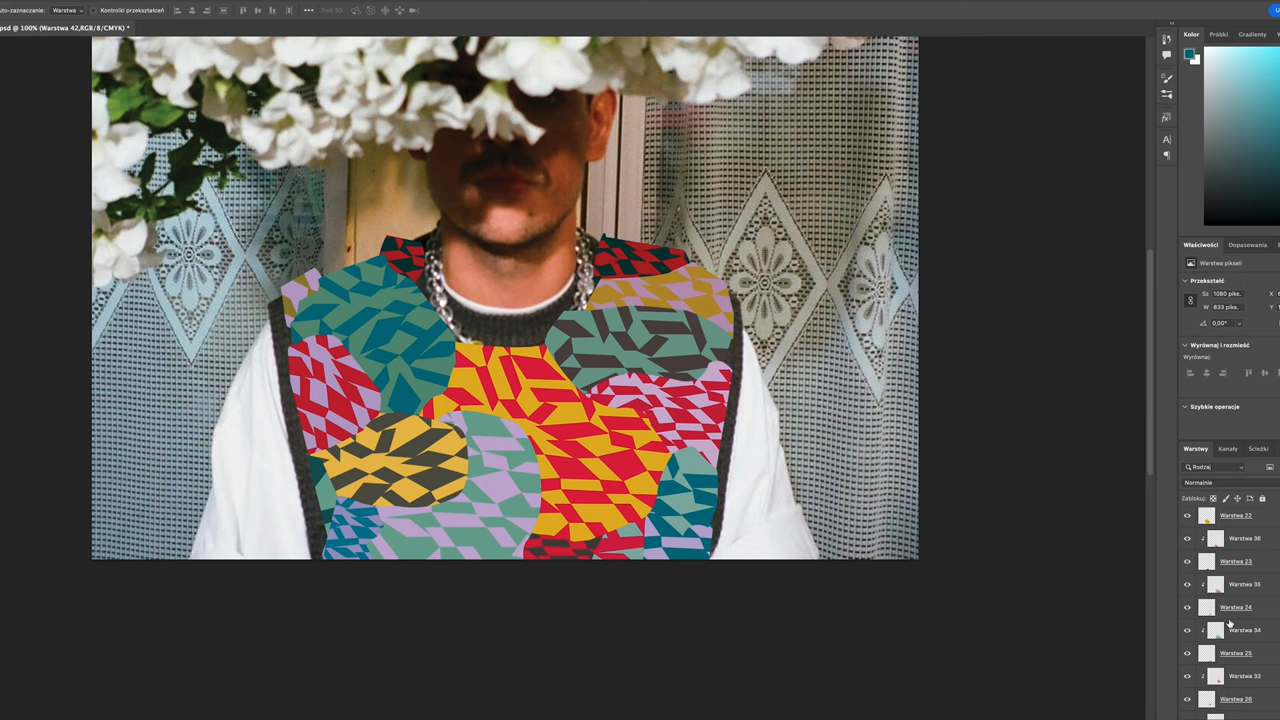 uto-zaznaczanie: Warstwa Kontrolki przekształceń Tryb 3D:
psd @ 100% (Warstwa 42,RGB/8/CMYK) *
Kolor Próbki Gradienty
Właściwości Dopasowania
Warstwa pikseli
Przekształć
Sz 1080 piks. X
W 833 piks. Y
0,00°
Wyrównaj i rozmieść
Wyrównaj:
Szybkie operacje
Warstwy Kanały Ścieżki
Rodzaj
Normalnie
Zablokuj:
Warstwa 22
Warstwa 36
Warstwa 23
Warstwa 35
Warstwa 24
Warstwa 34
Warstwa 25
Warstwa 33
Warstwa 26